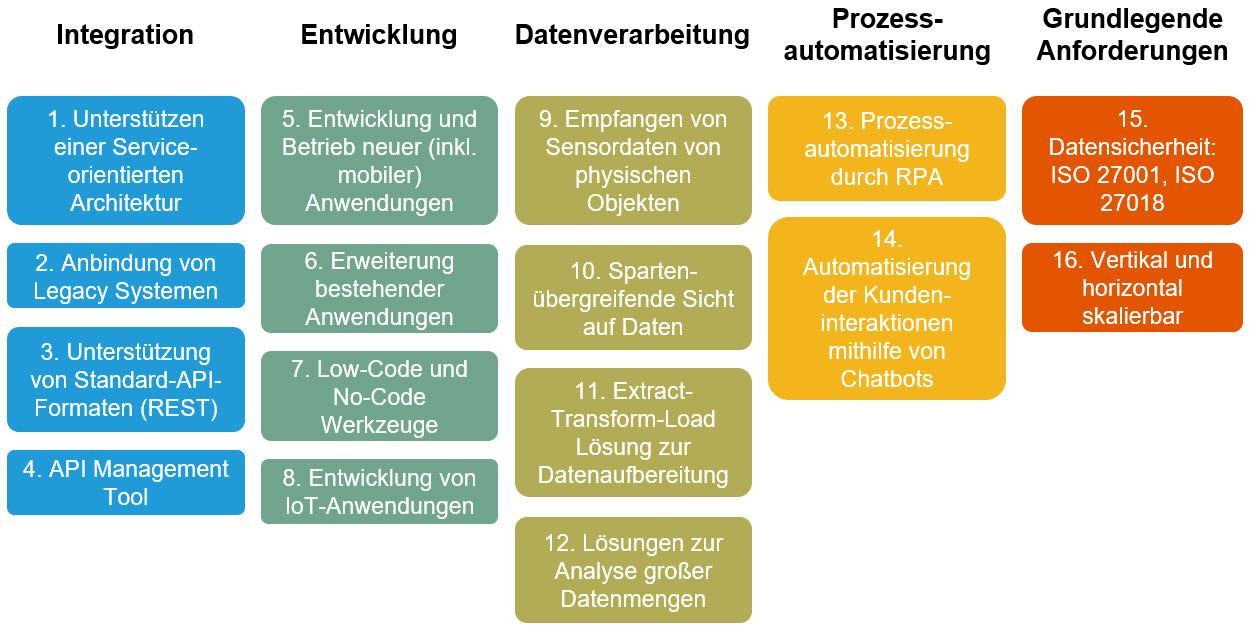 Integration
1. Unterstützen
einer Service-
orientierten
Architektur
2. Anbindung von
Legacy Systemen
3. Unterstützung
von Standard-API-
Formaten (REST)
4. API Management
Tool
Entwicklung
5. Entwicklung und
Betrieb neuer (inkl.
mobiler)
Anwendungen
6. Erweiterung
bestehender
Anwendungen
7. Low-Code und
No-Code
Werkzeuge
8. Entwicklung von
IoT-Anwendungen
Datenverarbeitung
9. Empfangen von
Sensordaten von
physischen
Objekten
10. Sparten-
übergreifende Sicht
auf Daten
11. Extract-
Transform-Load
Lösung zur
Datenaufbereitung
12. Lösungen zur
Analyse großer
Datenmengen
Prozess-
automatisierung
13. Prozess-
automatisierung
durch RPA
14.
Automatisierung
der Kunden-
interaktionen
mithilfe von
Chatbots
Grundlegende
Anforderungen
15.
Datensicherheit:
ISO 27001, ISO
27018
16. Vertikal und
horizontal
skalierbar